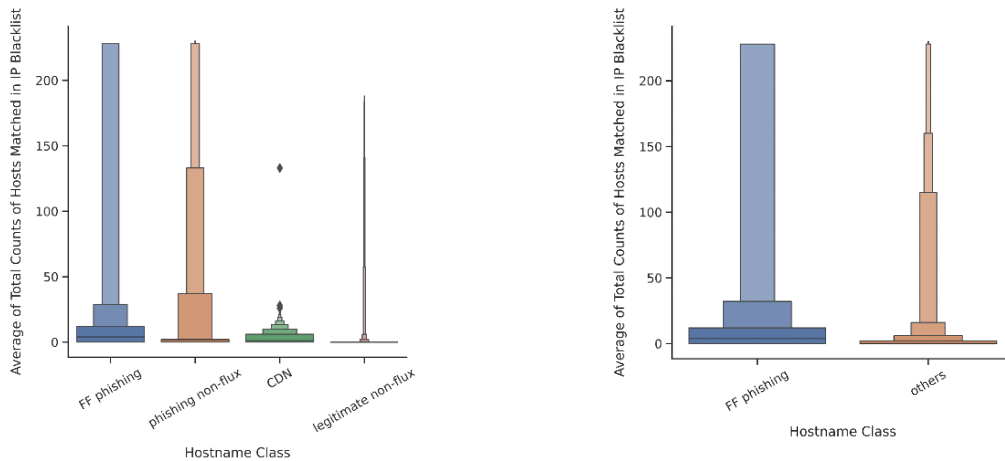 Average of Total Counts of Hosts Matched in IP Blacklist
200
150
100
50
0
FF phishing
phishing non-flux
CDN
legitimate non-flux
Hostname Class
Average of Total Counts of Hosts Matched in IP Blacklist
200
150
100
50
0
FF phishing
others
Hostname Class